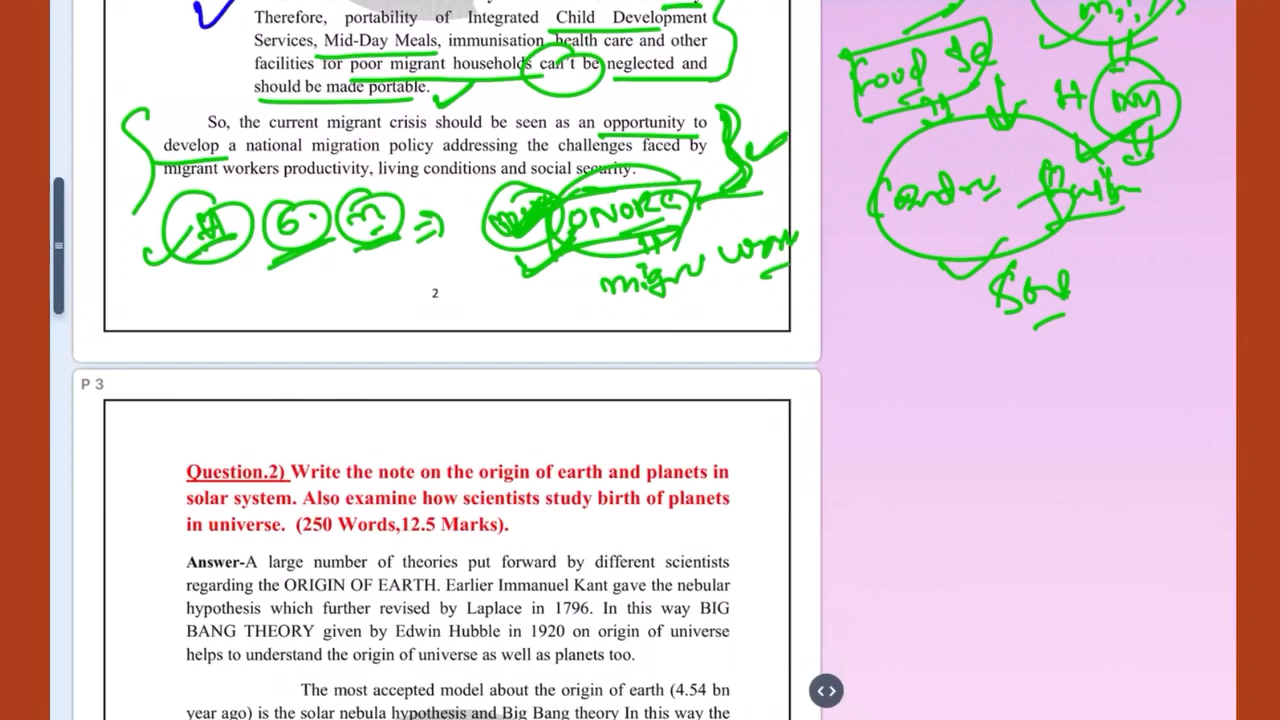 Therefore, portability of Integrated Child Development
Services, Mid-Day Meals, immunisation, health care and other
facilities for poor migrant households can't be neglected and
should be made portable.
So, the current migrant crisis should be seen as an opportunity to
develop a national migration policy addressing the challenges faced by
migrant workers productivity, living conditions and social security.
ONORC
2
Food Se
P 3
Question.2) Write the note on the origin of earth and planets in
solar system. Also examine how scientists study birth of planets
in universe. (250 Words,12.5 Marks).
Answer-A large number of theories put forward by different scientists
regarding the ORIGIN OF EARTH. Earlier Immanuel Kant gave the nebular
hypothesis which further revised by Laplace in 1796. In this way BIG
BANG THEORY given by Edwin Hubble in 1920 on origin of universe
helps to understand the origin of universe as well as planets too.
The most accepted model about the origin of earth (4.54 bn
year ago) is the solar nebula hypothesis and Big Bang theory In this way the